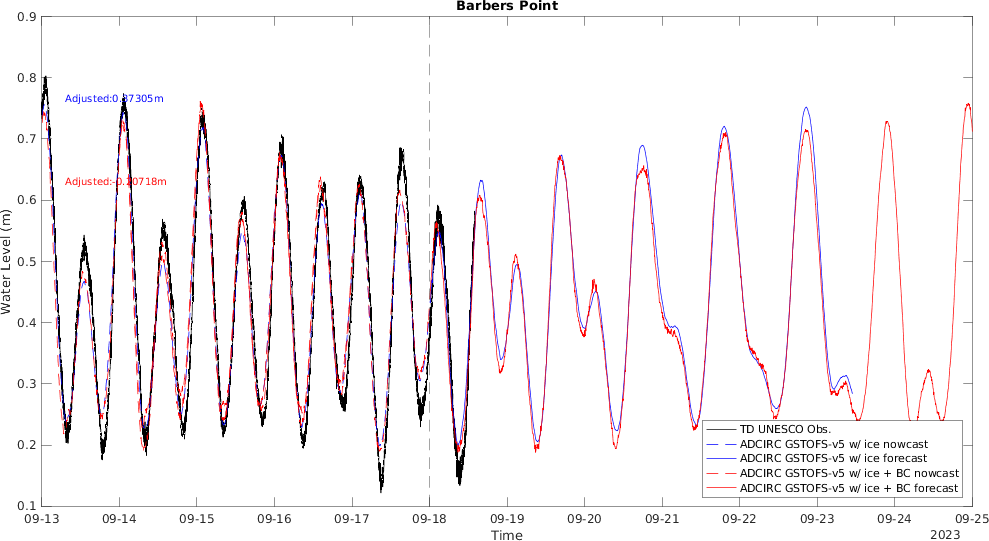 Barbers Point
0.9
0.8
0.7
0.6
0.5
0.4
0.3
0.2
0.1
Water Level (m)
Adjusted:0.37305m
Adjusted:-0.10718m
TD UNESCO Obs.
ADCIRC GSTOFS-v5 w/ ice nowcast
ADCIRC GSTOFS-v5 w/ ice forecast
ADCIRC GSTOFS-v5 w/ ice + BC nowcast
ADCIRC GSTOFS-v5 w/ ice + BC forecast
09-13 09-14 09-15 09-16 09-17 09-18 09-19 09-20 09-21 09-22 09-23 09-24 09-25
Time
2023